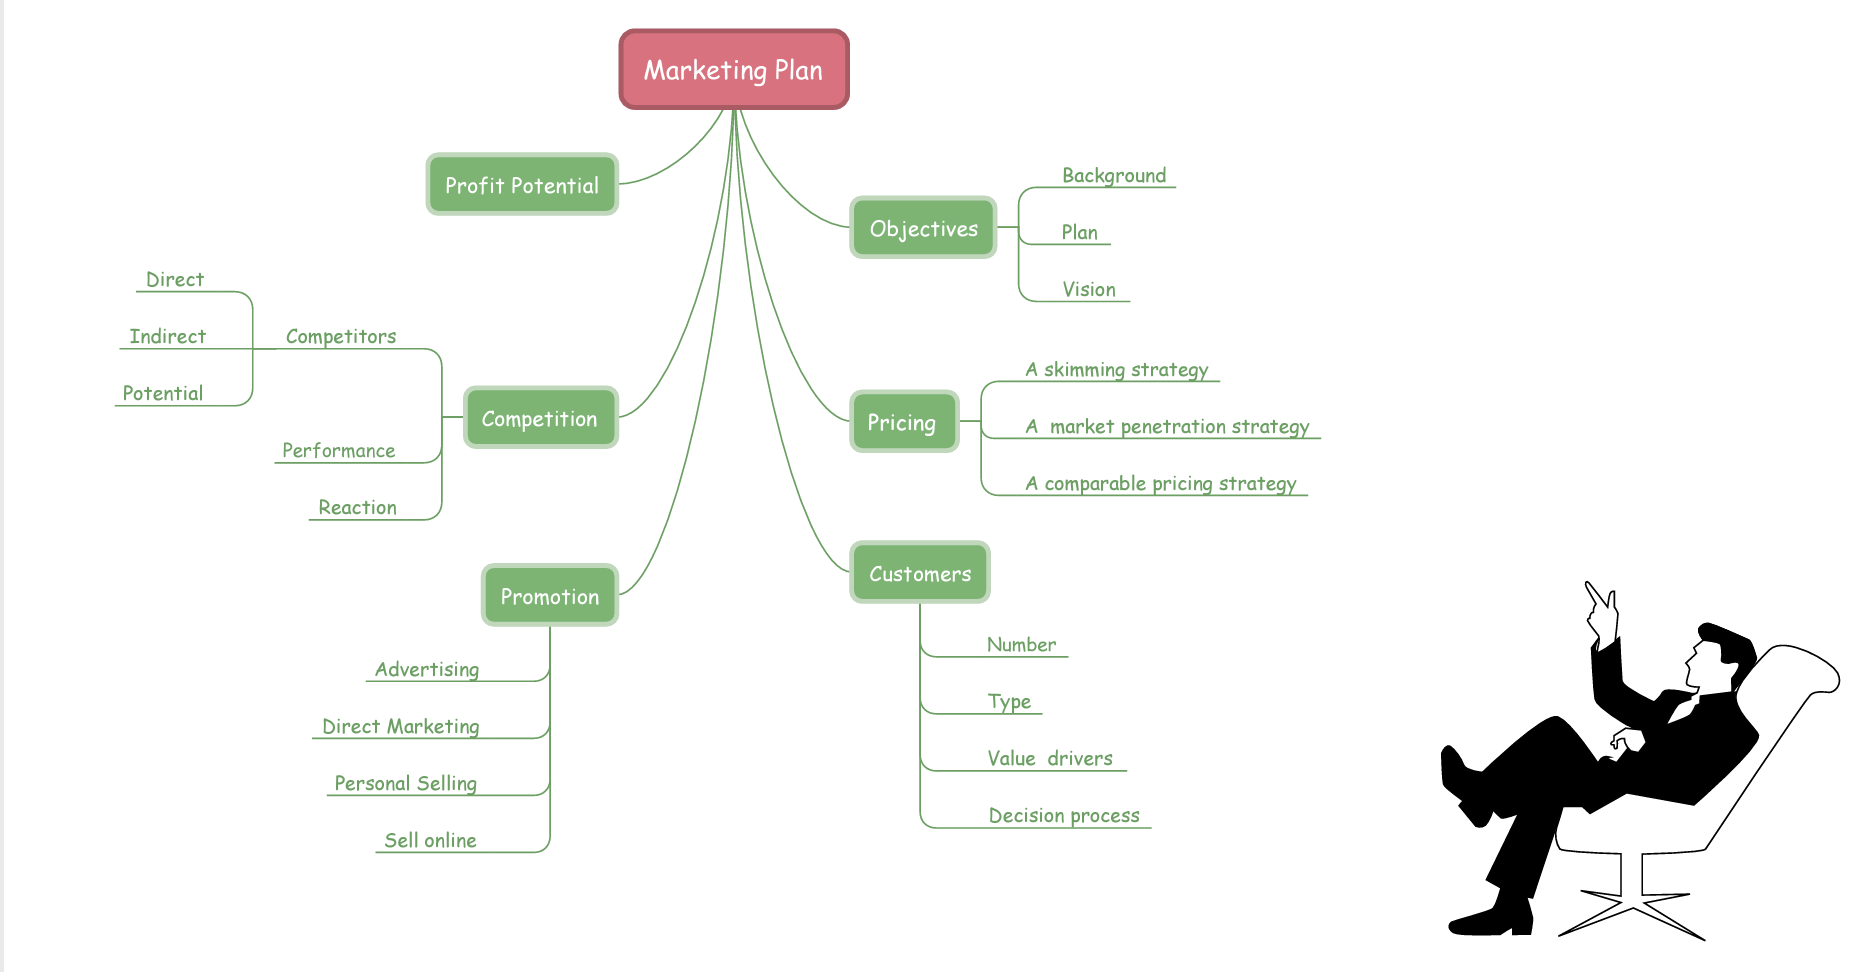 Marketing Plan
Profit Potential
Objectives
Background
Plan
Vision
Competition
Competitors
Direct
Indirect
Potential
Performance
Reaction
Pricing
A skimming strategy
A  market penetration strategy
A comparable pricing strategy
Promotion
Advertising
Direct Marketing
Personal Selling
Sell online
Customers
Number
Type
Value  drivers
Decision process